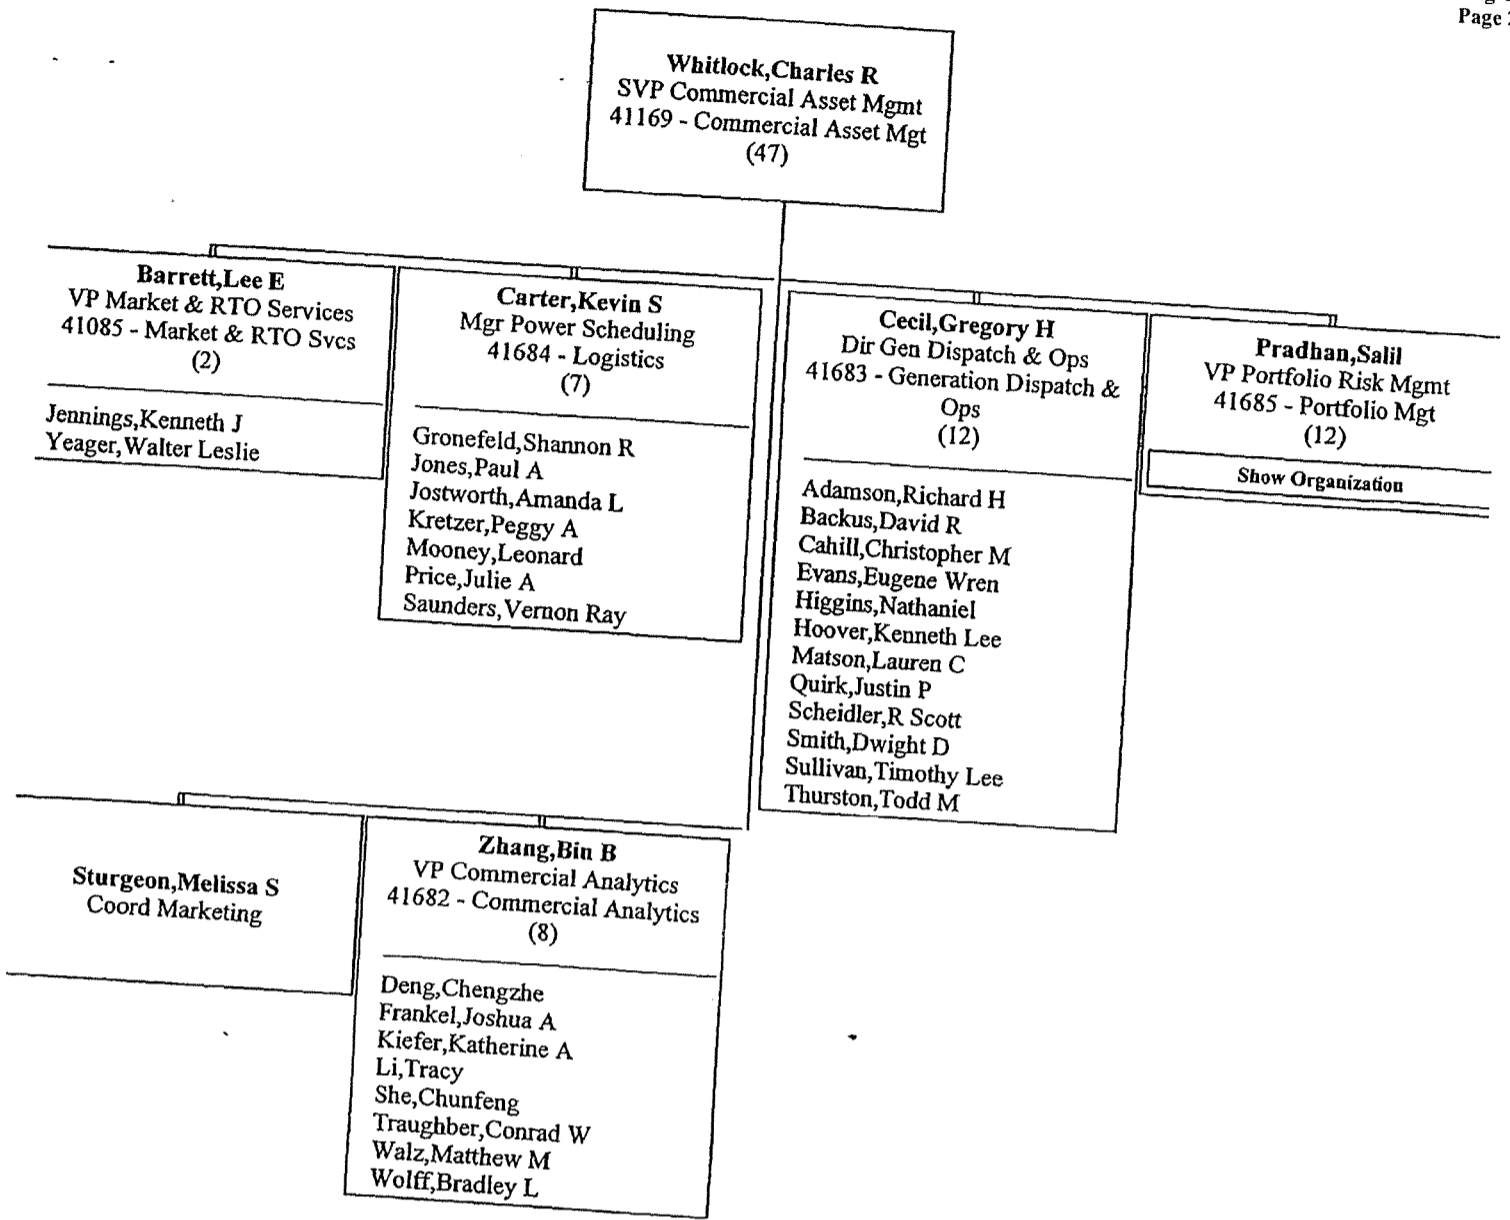 Page
Whitlock,Charles R
SVP Commercial Asset Mgmt
41169 - Commercial Asset Mgt
(47)
Barrett,Lee E
VP Market & RTO Services
41085 - Market & RTO Svcs
(2)
Jennings,Kenneth J
Yeager,Walter Leslie
Carter,Kevin S
Mgr Power Scheduling
41684 - Logistics
(7)
Gronefeld,Shannon R
Jones,Paul A
Jostworth,Amanda L
Kretzer,Peggy A
Mooney,Leonard
Price,Julie A
Saunders,Vernon Ray
Cecil,Gregory H
Dir Gen Dispatch & Ops
41683 - Generation Dispatch &
Ops
(12)
Adamson,Richard H
Backus,David R
Cahill,Christopher M
Evans,Eugene Wren
Higgins,Nathaniel
Hoover,Kenneth Lee
Matson,Lauren C
Quirk,Justin P
Scheidler,R Scott
Smith,Dwight D
Sullivan,Timothy Lee
Thurston,Todd M
Pradhan,Salil
VP Portfolio Risk Mgmt
41685 - Portfolio Mgt
(12)
Show Organization
Sturgeon,Melissa S
Coord Marketing
Zhang,Bin B
VP Commercial Analytics
41682 - Commercial Analytics
(8)
Deng,Chengzhe
Frankel,Joshua A
Kiefer,Katherine A
Li,Tracy
She,Chunfeng
Traughber,Conrad W
Walz,Matthew M
Wolff,Bradley L